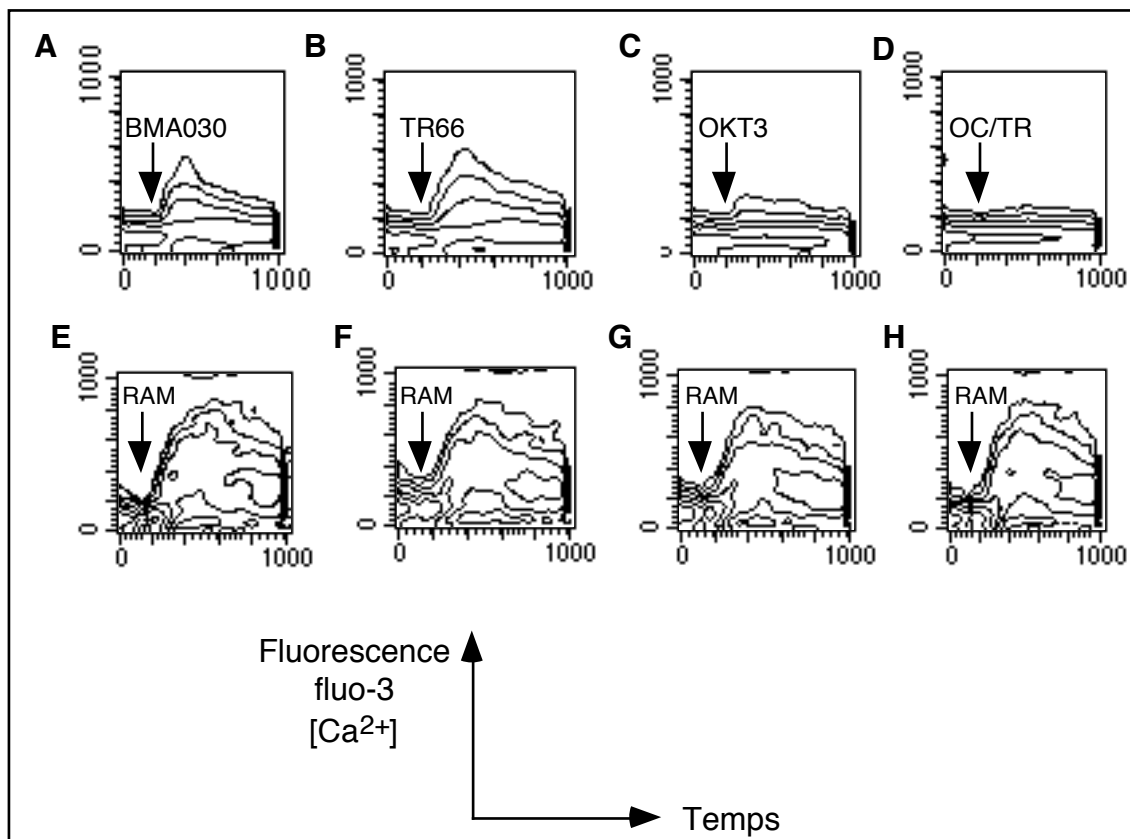 A B C D
1000 1000 1000 1000
BMA030 TR66 OKT3 OC/TR
0 0 0 0
0 1000 0 1000 0 1000 0 1000
E F G H
1000 1000 1000 1000
RAM RAM RAM RAM
0 0 0 0
0 1000 0 1000 0 1000 0 1000
Fluorescence
fluo-3
[Ca²⁺]
Temps